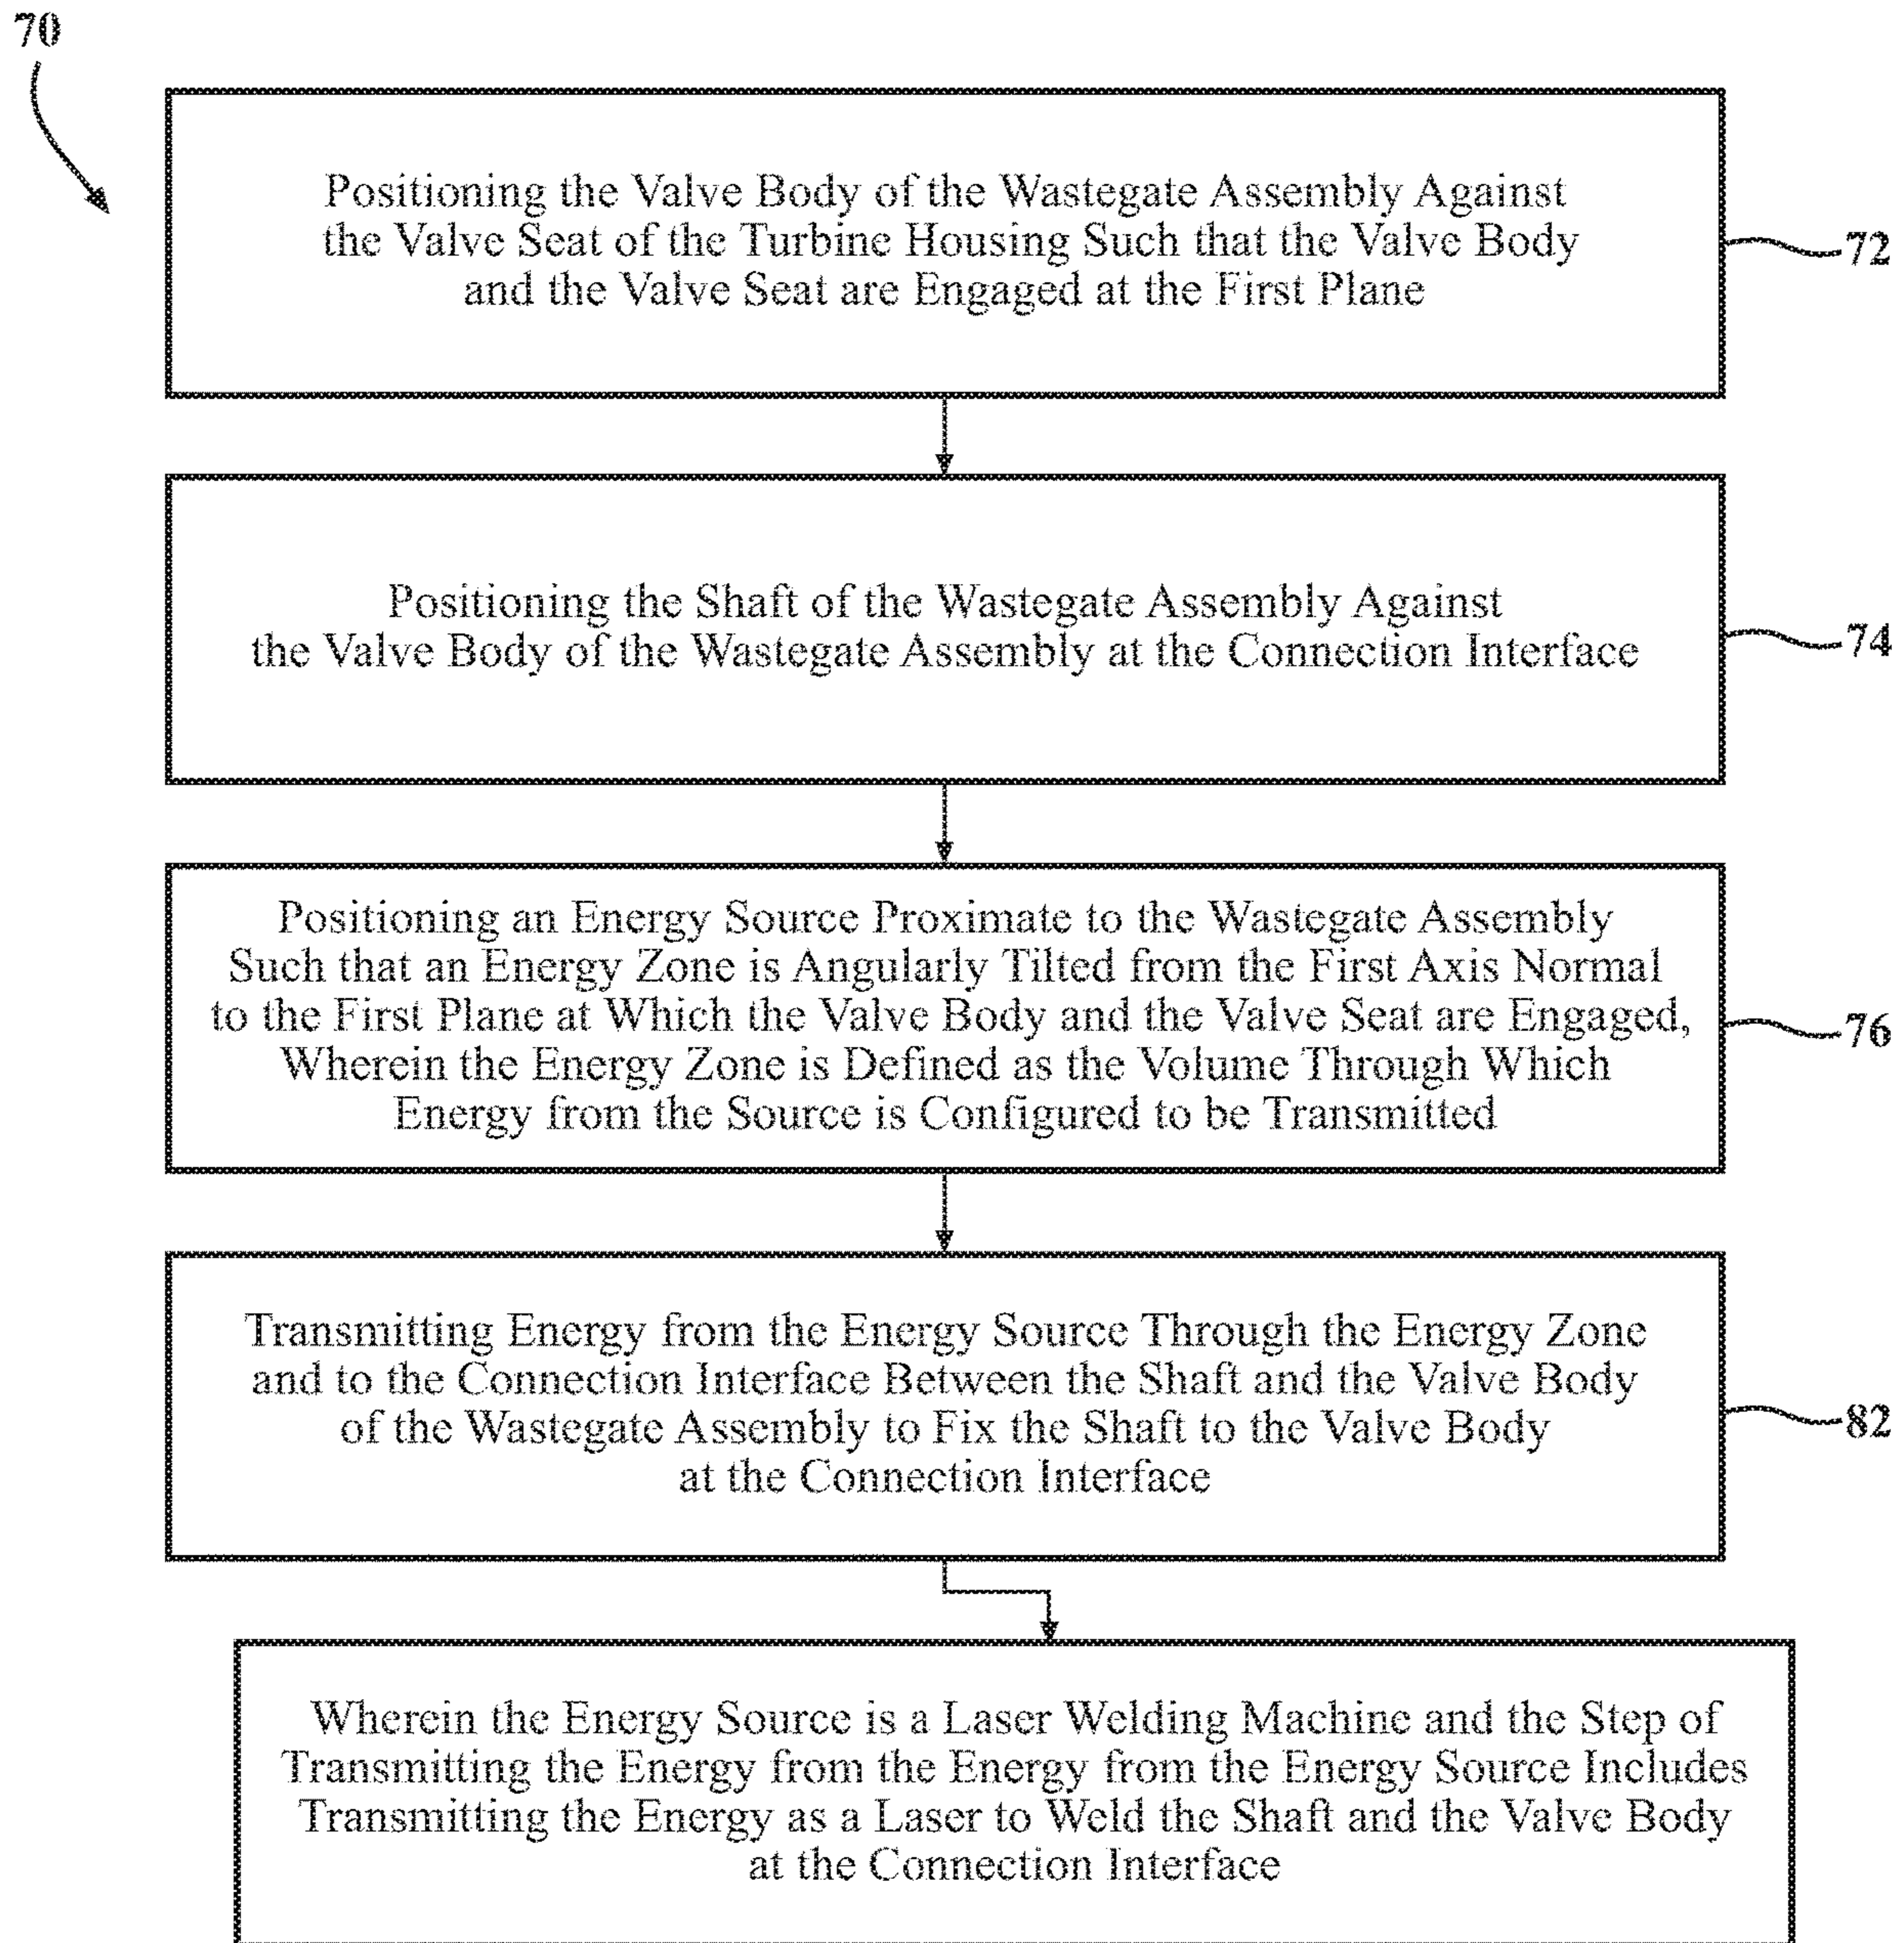 70
Positioning the Valve Body of the Wastegate Assembly Against
the Valve Seat of the Turbine Housing Such that the Valve Body
and the Valve Seat are Engaged at the First Plane
72
Positioning the Shaft of the Wastegate Assembly Against
the Valve Body of the Wastegate Assembly at the Connection Interface
74
Positioning an Energy Source Proximate to the Wastegate Assembly
Such that an Energy Zone is Angularly Tilted from the First Axis Normal
to the First Plane at Which the Valve Body and the Valve Seat are Engaged,
Wherein the Energy Zone is Defined as the Volume Through Which
Energy from the Source is Configured to be Transmitted
76
Transmitting Energy from the Energy Source Through the Energy Zone
and to the Connection Interface Between the Shaft and the Valve Body
of the Wastegate Assembly to Fix the Shaft to the Valve Body
at the Connection Interface
82
Wherein the Energy Source is a Laser Welding Machine and the Step of
Transmitting the Energy from the Energy from the Energy Source Includes
Transmitting the Energy as a Laser to Weld the Shaft and the Valve Body
at the Connection Interface